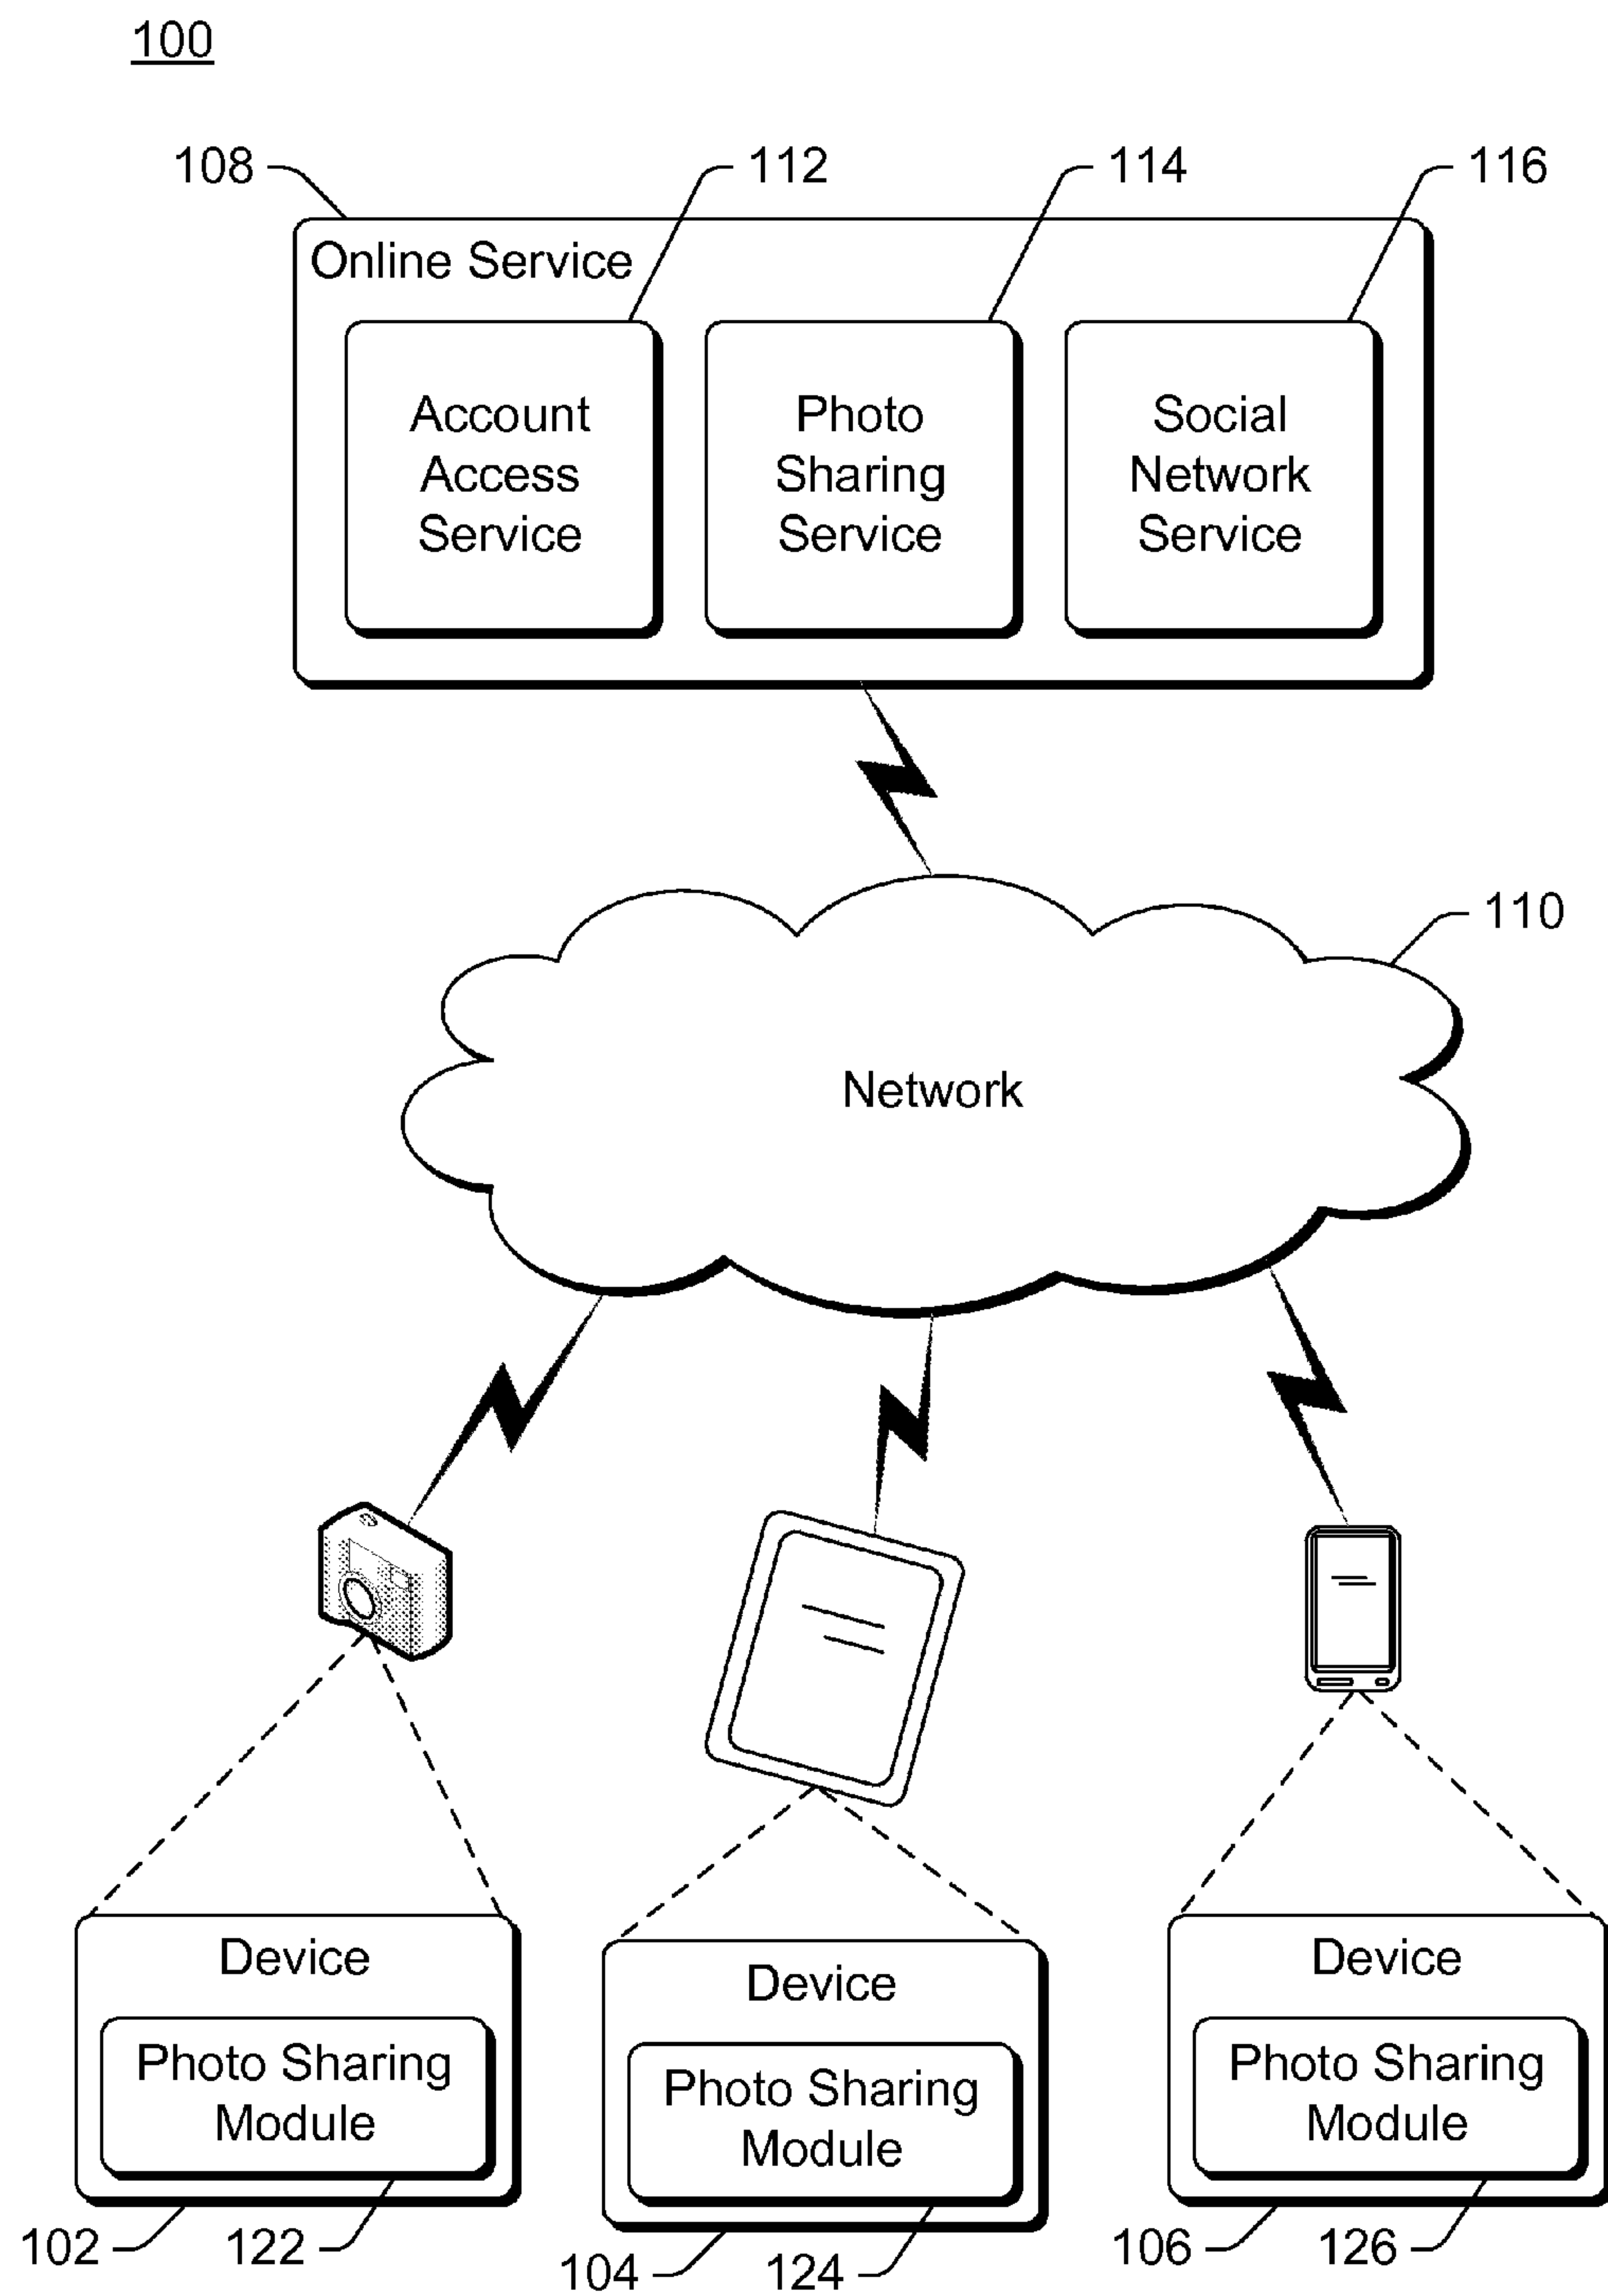 100
108
112
114
116
Online Service
Account
Access
Service
Photo
Sharing
Service
Social
Network
Service
110
Network
Device
Photo Sharing
Module
Device
Photo Sharing
Module
Device
Photo Sharing
Module
102
122
104
124
106
126